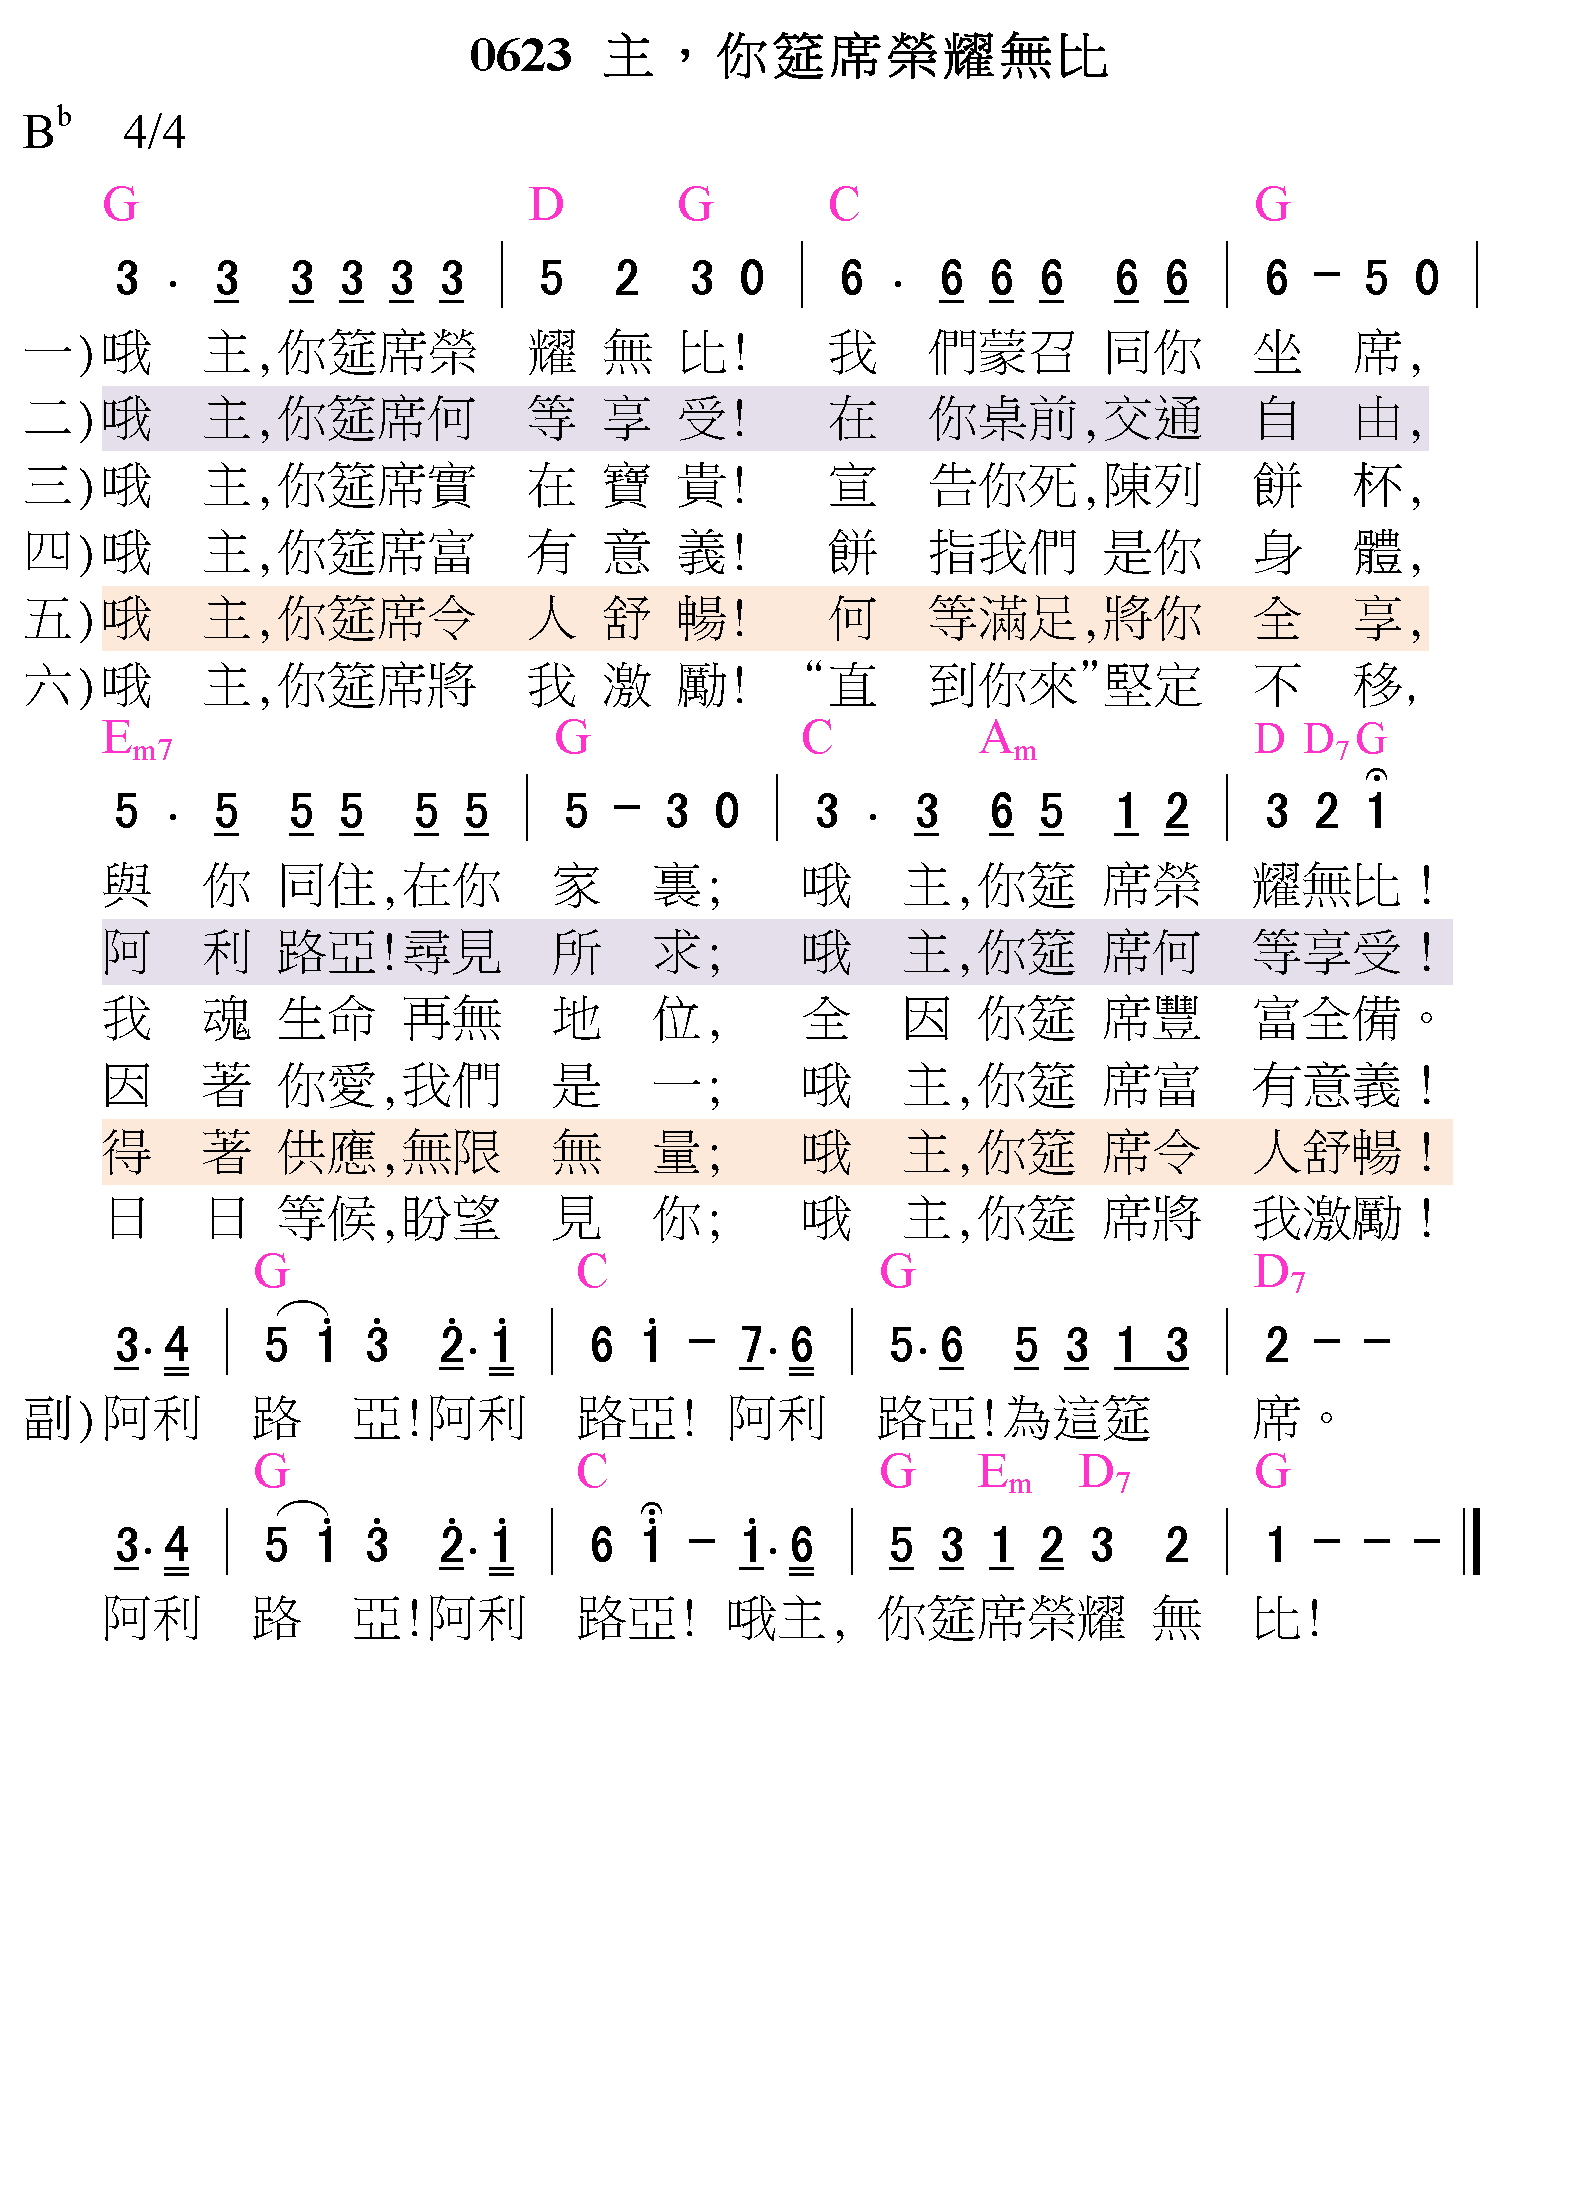 0623 主，你筵席榮耀無比
Bb 4/4
G D G C G
3 . 3 3 3 3 3 | 5 2 3 0 | 6 . 6 6 6 6 6 | 6 - 5 0 |
一)哦 主,你筵席榮 耀 無 比! 我 們蒙召 同你 坐 席,
二)哦 主,你筵席何 等 享 受! 在 你桌前,交通 自 由,
三)哦 主,你筵席實 在 寶 貴! 宣 告你死,陳列 餅 杯,
四)哦 主,你筵席富 有 意 義! 餅 指我們 是你 身 體,
五)哦 主,你筵席令 人 舒 暢! 何 等滿足,將你 全 享,
六)哦 主,你筵席將 我 激 勵! “直 到你來”堅定 不 移,
Em7 G C Am D D7 G
5 . 5 5 5 5 5 | 5 - 3 0 | 3 . 3 6 5 1 2 | 3 2 1
與 你 同住,在你 家 裏; 哦 主,你筵 席榮 耀無比!
阿 利 路亞!尋見 所 求; 哦 主,你筵 席何 等享受!
我 魂 生命 再無 地 位, 全 因 你筵 席豐 富全備。
因 著 你愛,我們 是 一; 哦 主,你筵 席富 有意義!
得 著 供應,無限 無 量; 哦 主,你筵 席令 人舒暢!
日 日 等候,盼望 見 你; 哦 主,你筵 席將 我激勵!
G C G D7
3. 4 | 5 1 3 2. 1 | 6 1 - 7. 6 | 5. 6 5 3 1 3 | 2 - -
副)阿利 路 亞!阿利 路亞! 阿利 路亞!為這筵 席。
G C G Em D7 G
3. 4 | 5 1 3 2. 1 | 6 1 - 1. 6 | 5 3 1 2 3 2 | 1 - - - ‖
阿利 路 亞!阿利 路亞! 哦主, 你筵席榮耀 無 比!